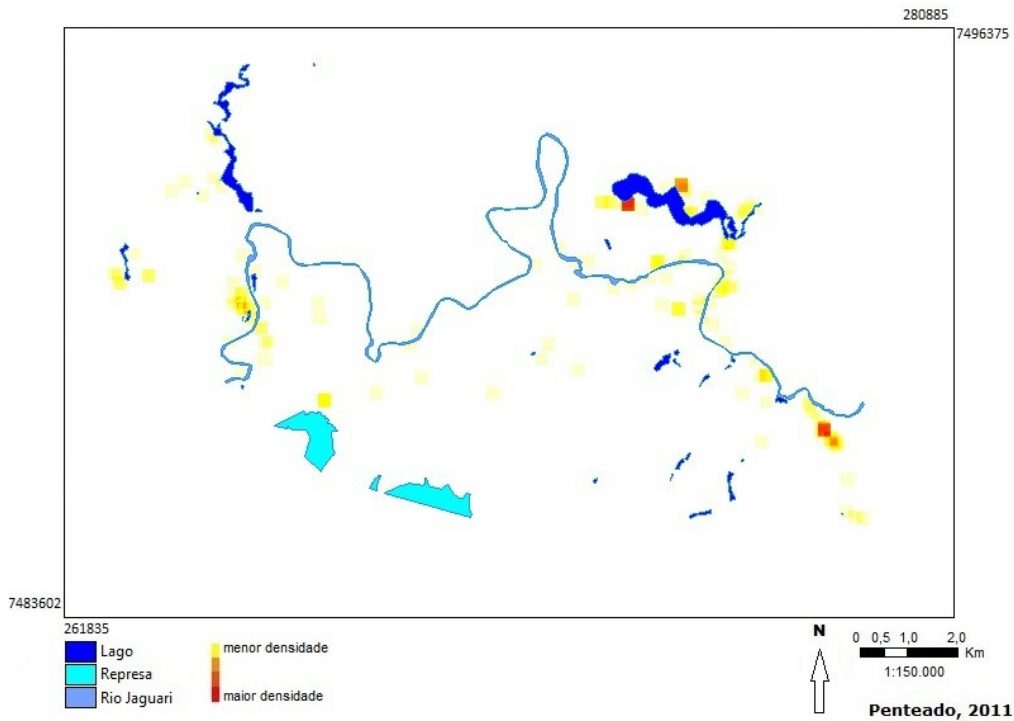 280885
7496375
7483602
261835
Lago
Represa
Rio Jaguari
menor densidade
maior densidade
N
0 0,5 1,0 2,0
Km
1:150.000
Penteado, 2011